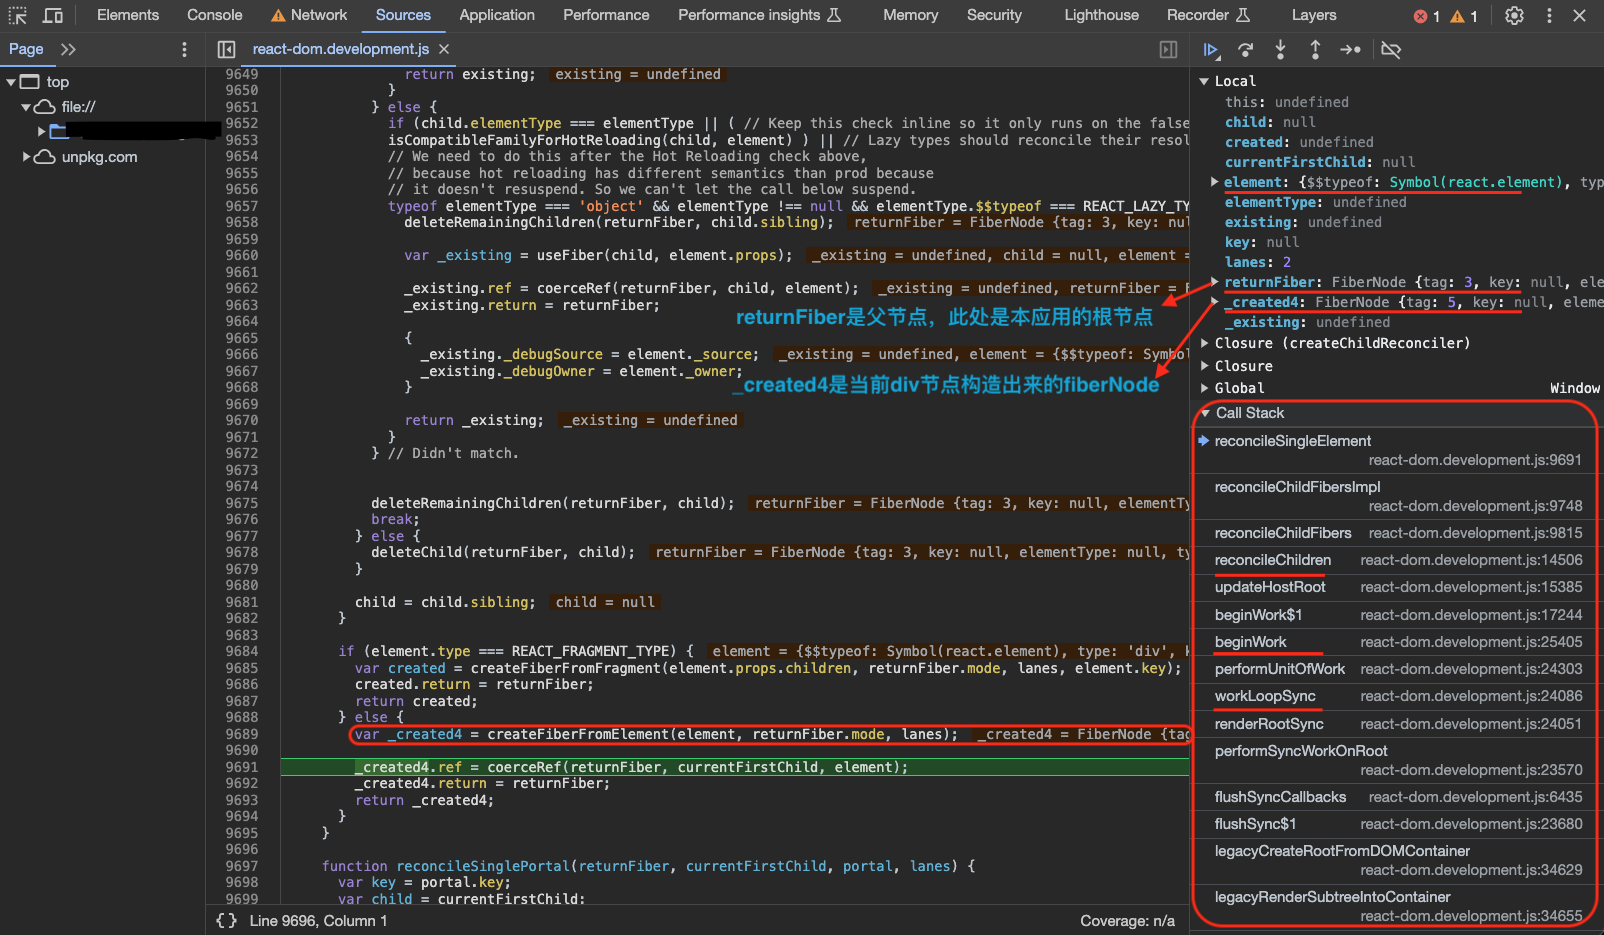 Elements Console Network Sources Application Performance Performance insights Memory Security Lighthouse Recorder Layers 1 1
Page
react-dom.development.js
top
file://
unpkg.com
9649 return existing; existing = undefined
9650 }
9651 } else {
9652 if (child.elementType === elementType || ( // Keep this check inline so it only runs on the false
9653 isCompatibleFamilyForHotReloading(child, element) ) || // Lazy types should reconcile their resol
9654 // We need to do this after the Hot Reloading check above,
9655 // because hot reloading has different semantics than prod because
9656 // it doesn't resuspend. So we can't let the call below suspend.
9657 typeof elementType === 'object' && elementType !== null && elementType.$$typeof === REACT_LAZY_TY
9658 deleteRemainingChildren(returnFiber, child.sibling); returnFiber = FiberNode {tag: 3, key: nul
9659
9660 var _existing = useFiber(child, element.props); _existing = undefined, child = null, element =
9661
9662 _existing.ref = coerceRef(returnFiber, child, element); _existing = undefined, returnFiber = F
9663 _existing.return = returnFiber;
returnFiber是父节点，此处是本应用的根节点
9664
9665 {
9666 _existing._debugSource = element._source; _existing = undefined, element = {$$typeof: Symbol
9667 _existing._debugOwner = element._owner;
9668 }
_created4是当前div节点构造出来的fiberNode
9669
9670 return _existing; _existing = undefined
9671 }
9672 } // Didn't match.
9673
9674
9675 deleteRemainingChildren(returnFiber, child); returnFiber = FiberNode {tag: 3, key: null, elementTy
9676 break;
9677 } else {
9678 deleteChild(returnFiber, child); returnFiber = FiberNode {tag: 3, key: null, elementType: null, ty
9679 }
9680
9681 child = child.sibling; child = null
9682 }
9683
9684 if (element.type === REACT_FRAGMENT_TYPE) { element = {$$typeof: Symbol(react.element), type: 'div', k
9685 var created = createFiberFromFragment(element.props.children, returnFiber.mode, lanes, element.key);
9686 created.return = returnFiber;
9687 return created;
9688 } else {
9689 var _created4 = createFiberFromElement(element, returnFiber.mode, lanes); _created4 = FiberNode {tag
9690
9691 _created4.ref = coerceRef(returnFiber, currentFirstChild, element);
9692 _created4.return = returnFiber;
9693 return _created4;
9694 }
9695 }
9696
9697 function reconcileSinglePortal(returnFiber, currentFirstChild, portal, lanes) {
9698 var key = portal.key;
9699 var child = currentFirstChild;
{ } Line 9696, Column 1 Coverage: n/a
Local
this: undefined
child: null
created: undefined
currentFirstChild: null
element: {$$typeof: Symbol(react.element), typ
elementType: undefined
existing: undefined
key: null
lanes: 2
returnFiber: FiberNode {tag: 3, key: null, ele
_created4: FiberNode {tag: 5, key: null, eleme
_existing: undefined
Closure (createChildReconciler)
Closure
Global Window
Call Stack
reconcileSingleElement
react-dom.development.js:9691
reconcileChildFibersImpl
react-dom.development.js:9748
reconcileChildFibers react-dom.development.js:9815
reconcileChildren react-dom.development.js:14506
updateHostRoot react-dom.development.js:15385
beginWork$1 react-dom.development.js:17244
beginWork react-dom.development.js:25405
performUnitOfWork react-dom.development.js:24303
workLoopSync react-dom.development.js:24086
renderRootSync react-dom.development.js:24051
performSyncWorkOnRoot
react-dom.development.js:23570
flushSyncCallbacks react-dom.development.js:6435
flushSync$1 react-dom.development.js:23680
legacyCreateRootFromDOMContainer
react-dom.development.js:34629
legacyRenderSubtreeIntoContainer
react-dom.development.js:34655